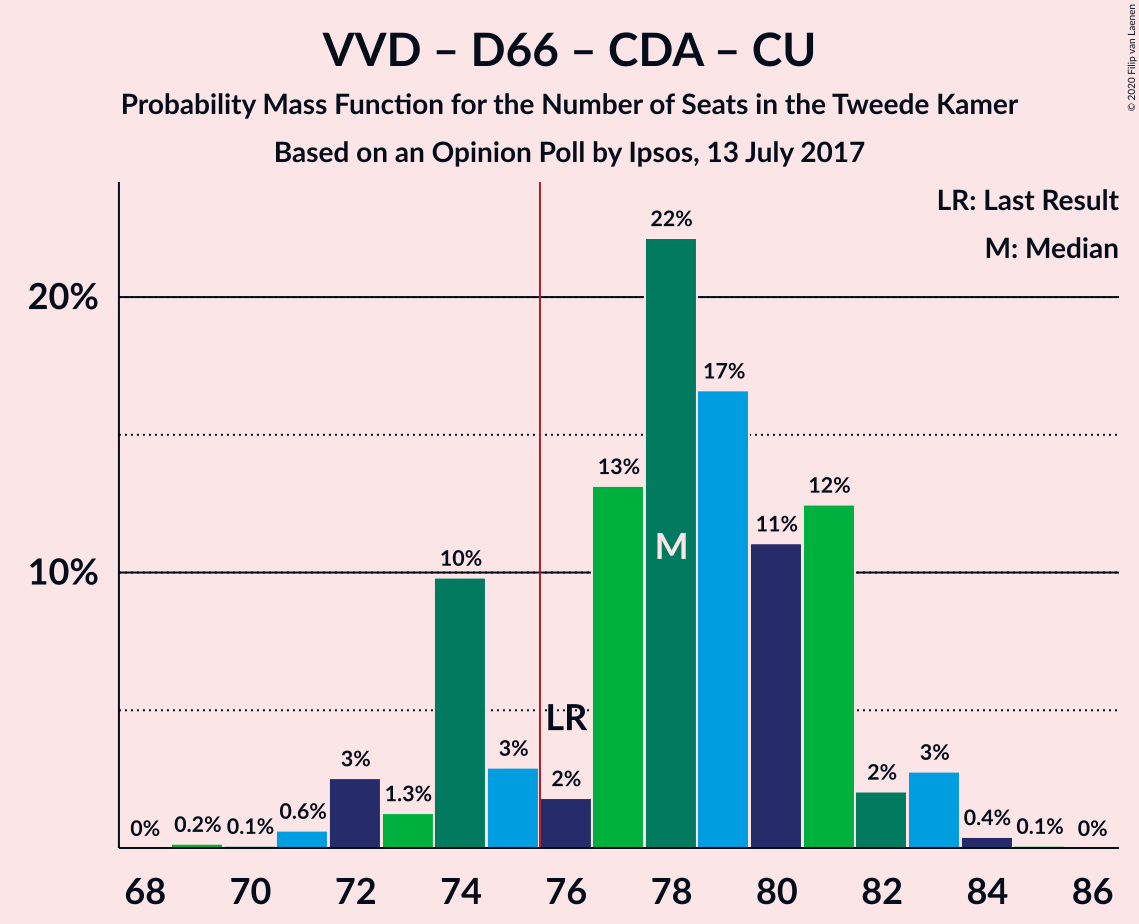 VVD – D66 – CDA – CU
Probability Mass Function for the Number of Seats in the Tweede Kamer
Based on an Opinion Poll by Ipsos, 13 July 2017
© 2020 Filip van Laenen
LR: Last Result
M: Median
20%
10%
0%
0.2%
0.1%
0.6%
3%
1.3%
10%
3%
2%
13%
22%
17%
11%
12%
2%
3%
0.4%
0.1%
0%
LR
M
68 70 72 74 76 78 80 82 84 86